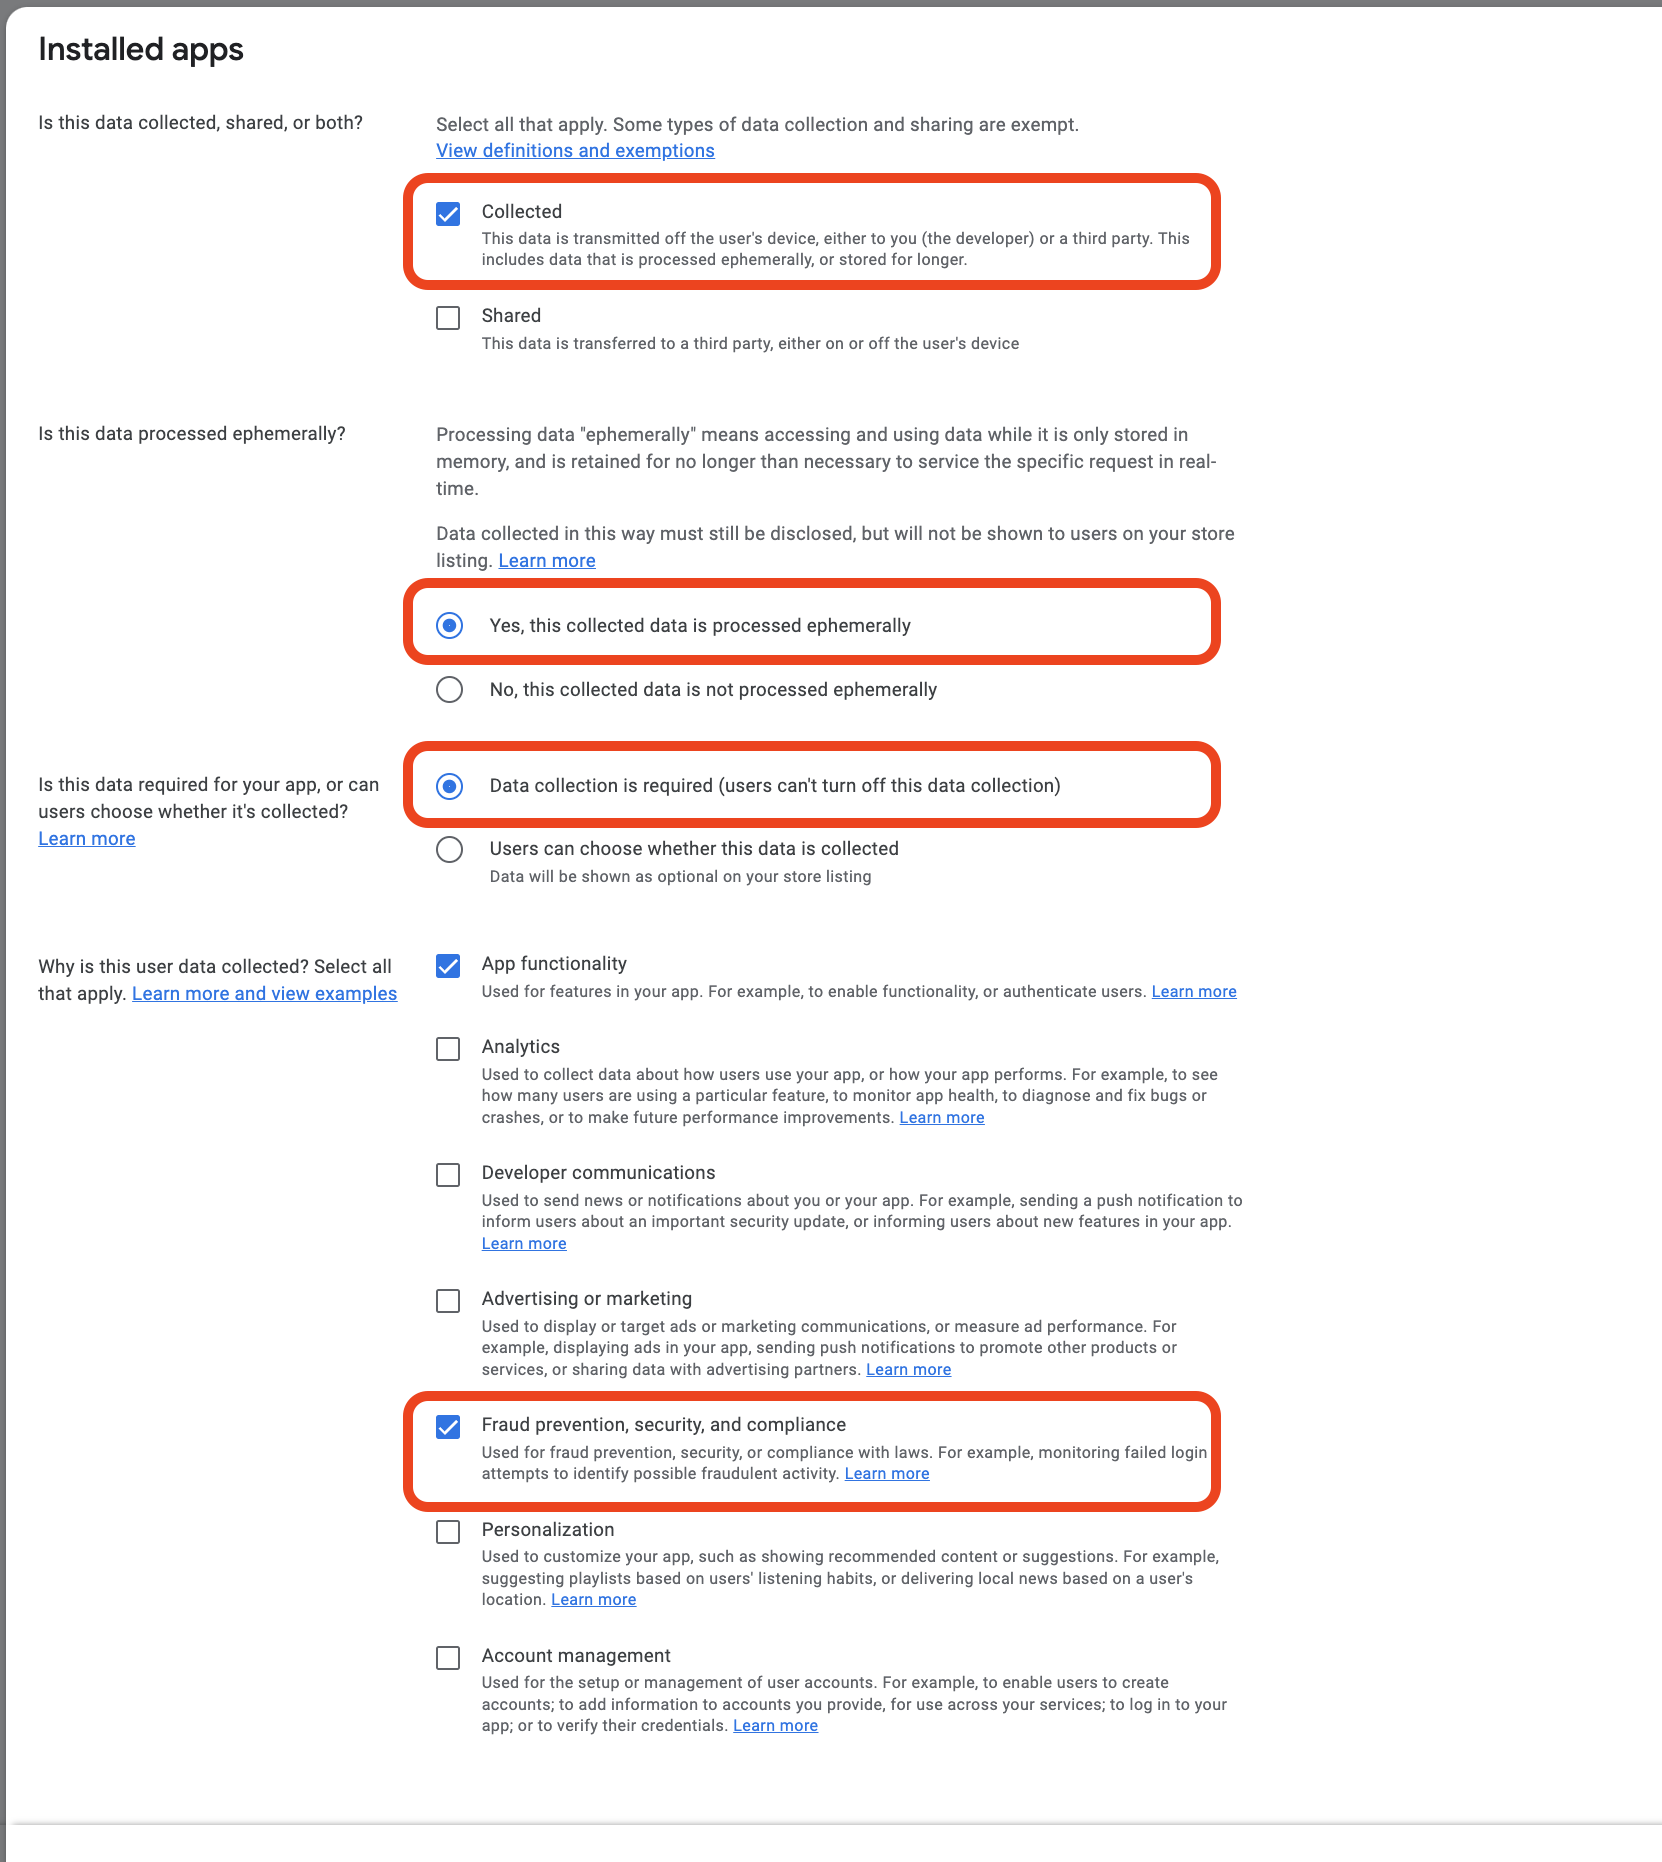 Installed apps
Is this data collected, shared, or both?
Select all that apply. Some types of data collection and sharing are exempt.
View definitions and exemptions
Collected
This data is transmitted off the user's device, either to you (the developer) or a third party. This
includes data that is processed ephemerally, or stored for longer.
Shared
This data is transferred to a third party, either on or off the user's device
Is this data processed ephemerally?
Processing data "ephemerally" means accessing and using data while it is only stored in
memory, and is retained for no longer than necessary to service the specific request in real-
time.
Data collected in this way must still be disclosed, but will not be shown to users on your store
listing. Learn more
Yes, this collected data is processed ephemerally
No, this collected data is not processed ephemerally
Is this data required for your app, or can
users choose whether it's collected?
Learn more
Data collection is required (users can't turn off this data collection)
Users can choose whether this data is collected
Data will be shown as optional on your store listing
Why is this user data collected? Select all
that apply. Learn more and view examples
App functionality
Used for features in your app. For example, to enable functionality, or authenticate users. Learn more
Analytics
Used to collect data about how users use your app, or how your app performs. For example, to see
how many users are using a particular feature, to monitor app health, to diagnose and fix bugs or
crashes, or to make future performance improvements. Learn more
Developer communications
Used to send news or notifications about you or your app. For example, sending a push notification to
inform users about an important security update, or informing users about new features in your app.
Learn more
Advertising or marketing
Used to display or target ads or marketing communications, or measure ad performance. For
example, displaying ads in your app, sending push notifications to promote other products or
services, or sharing data with advertising partners. Learn more
Fraud prevention, security, and compliance
Used for fraud prevention, security, or compliance with laws. For example, monitoring failed login
attempts to identify possible fraudulent activity. Learn more
Personalization
Used to customize your app, such as showing recommended content or suggestions. For example,
suggesting playlists based on users' listening habits, or delivering local news based on a user's
location. Learn more
Account management
Used for the setup or management of user accounts. For example, to enable users to create
accounts; to add information to accounts you provide, for use across your services; to log in to your
app; or to verify their credentials. Learn more